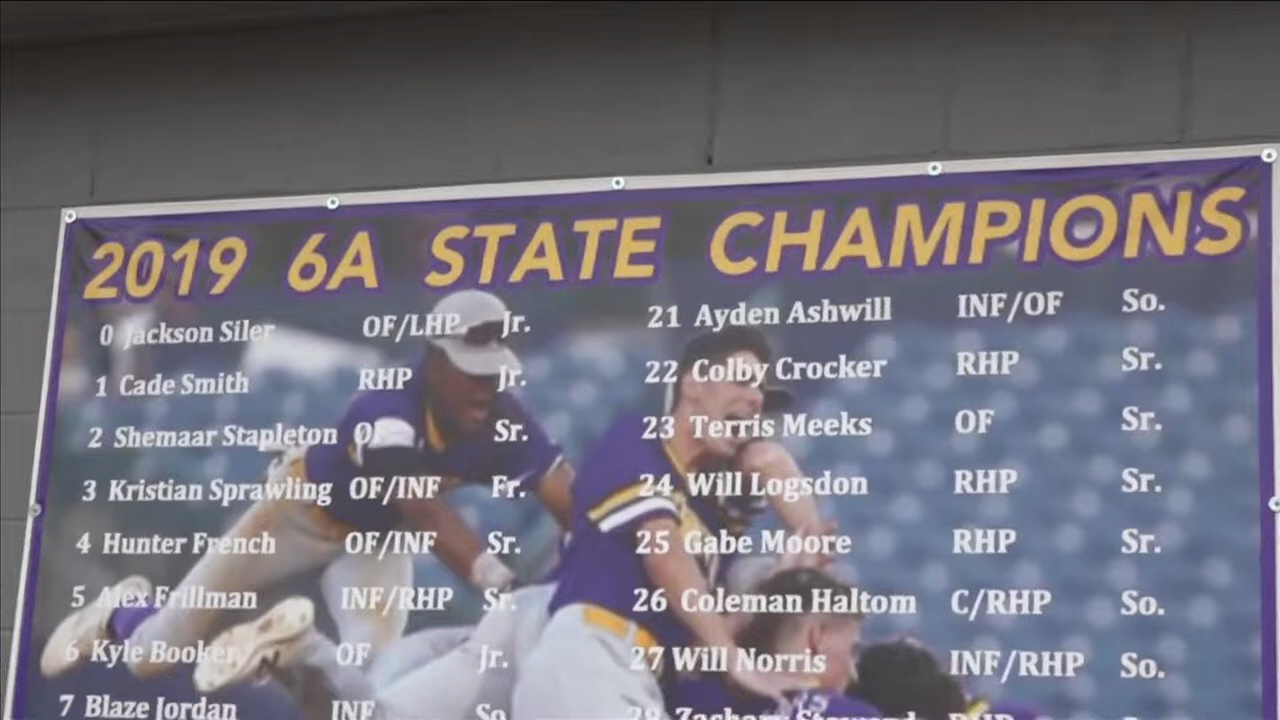 2019 6A STATE CHAMPIONS
0 Jackson Siler OF/LHP Jr.
1 Cade Smith RHP Jr.
2 Shemaar Stapleton OF Sr.
3 Kristian Sprawling OF/INF Fr.
4 Hunter French OF/INF Sr.
5 Alex Frillman INF/RHP Sr.
6 Kyle Booker OF Jr.
7 Blaze Jordan INF So.
21 Ayden Ashwill INF/OF So.
22 Colby Crocker RHP Sr.
23 Terris Meeks OF Sr.
24 Will Logsdon RHP Sr.
25 Gabe Moore RHP Sr.
26 Coleman Haltom C/RHP So.
27 Will Norris INF/RHP So.